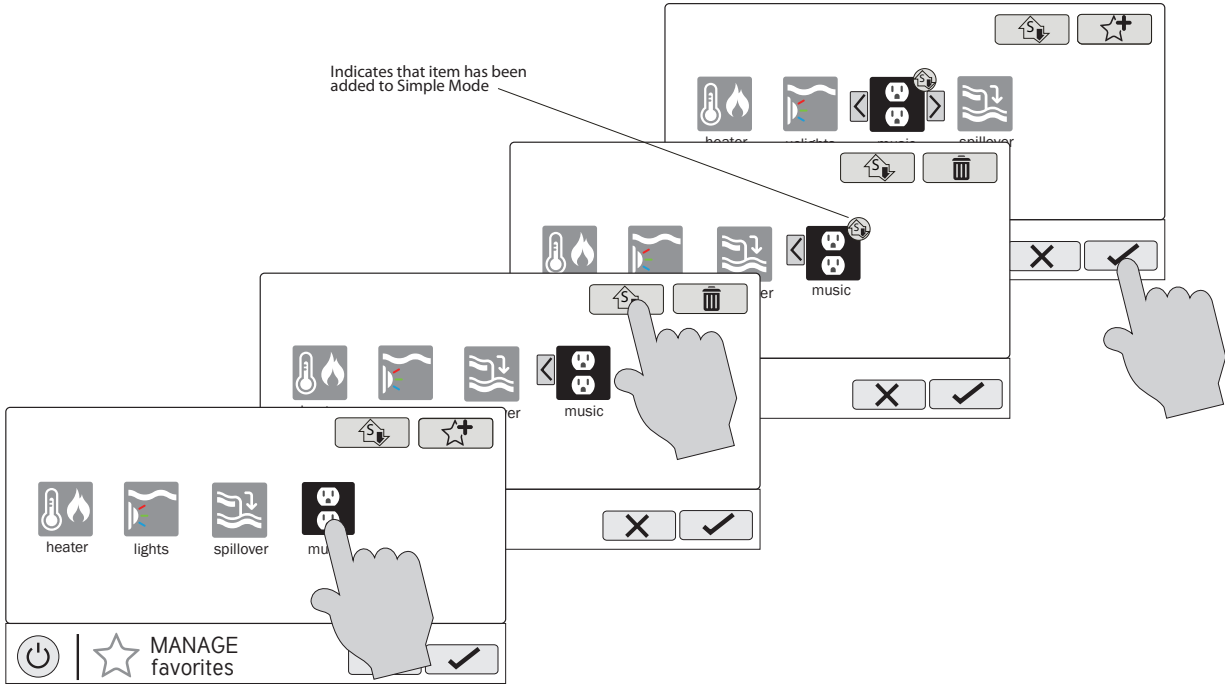 Indicates that item has been
added to Simple Mode
S
S
S
music
S
S
music
S
heater
lights
spillover
MANAGE
favorites